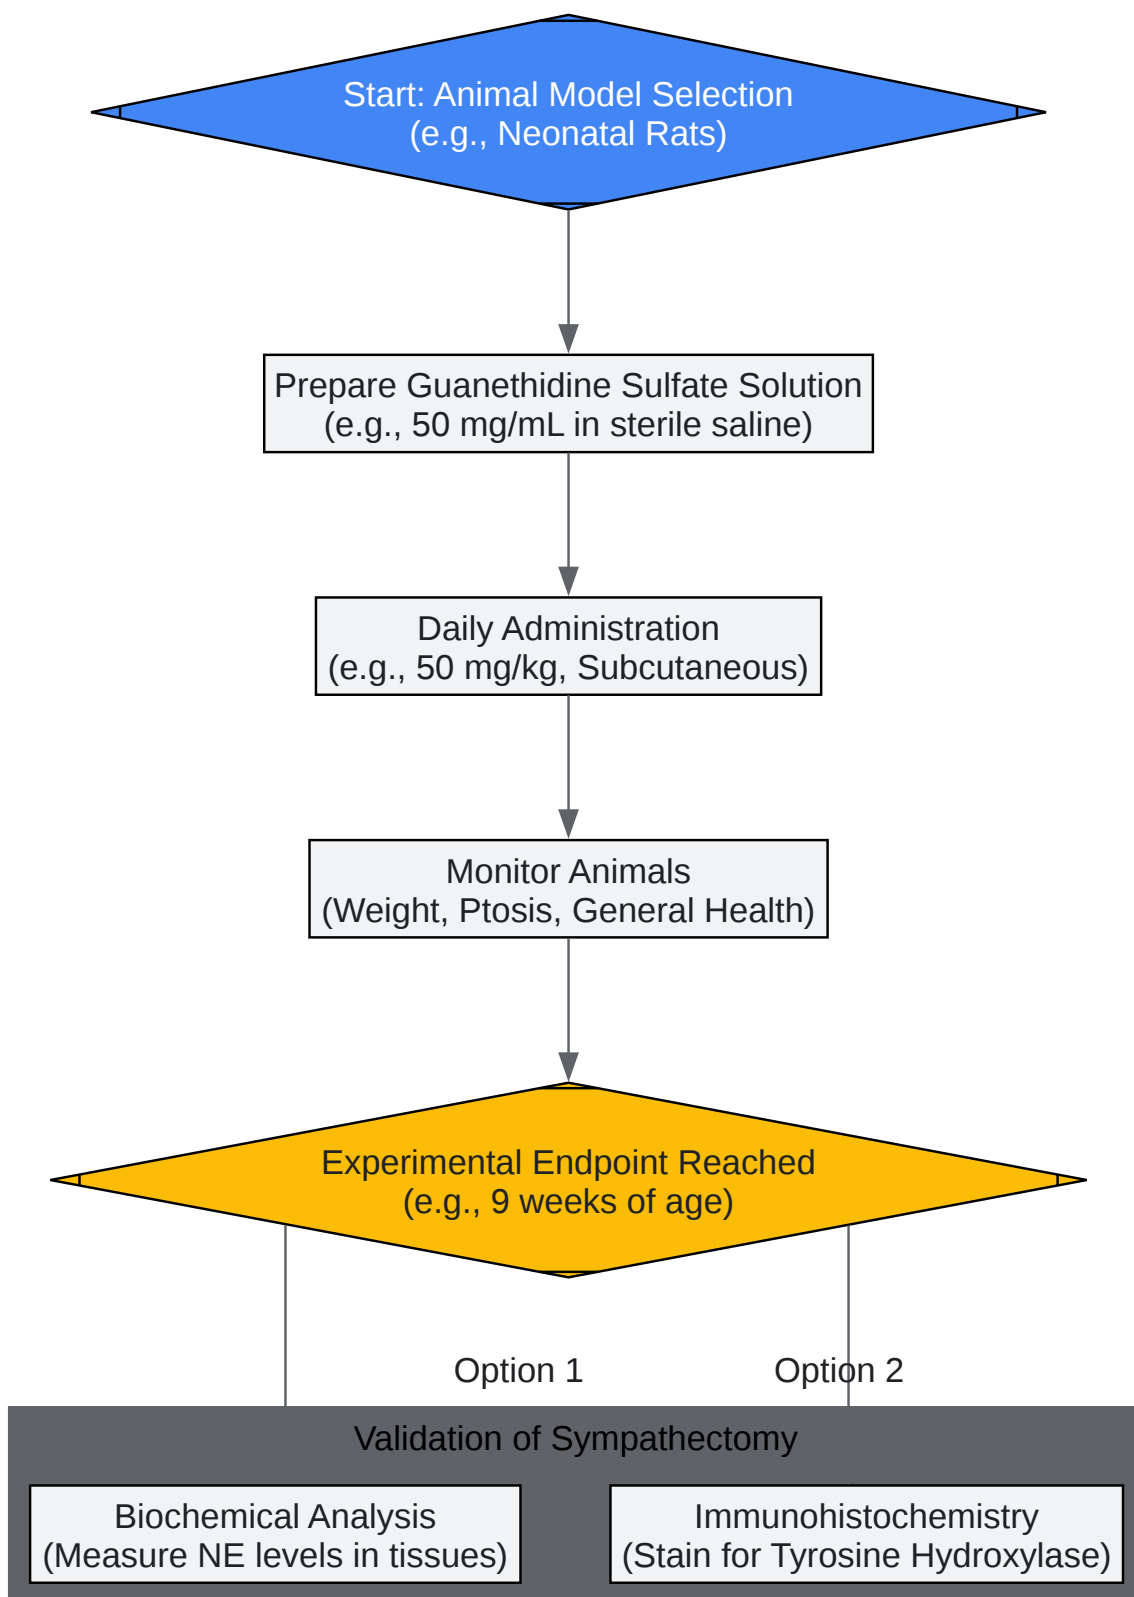 Start: Animal Model Selection
(e.g., Neonatal Rats)
Prepare Guanethidine Sulfate Solution
(e.g., 50 mg/mL in sterile saline)
Daily Administration
(e.g., 50 mg/kg, Subcutaneous)
Monitor Animals
(Weight, Ptosis, General Health)
Experimental Endpoint Reached
(e.g., 9 weeks of age)
Option 1
Option 2
Validation of Sympathectomy
Biochemical Analysis
(Measure NE levels in tissues)
Immunohistochemistry
(Stain for Tyrosine Hydroxylase)